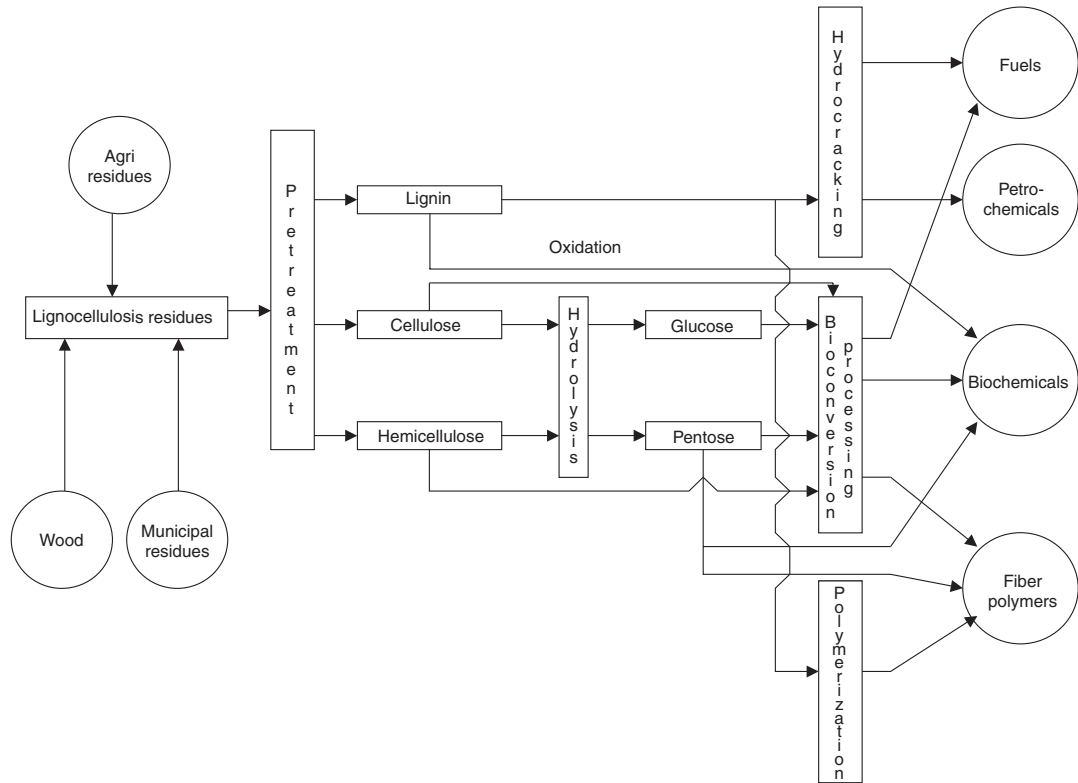 Agri
residues
Lignocellulosis residues
Wood
Municipal
residues
Pretreatment
Lignin
Oxidation
Cellulose
Hemicellulose
Hydrolysis
Glucose
Pentose
Hydrocracking
Bioconversion
processing
Polymerization
Fuels
Petro-
chemicals
Biochemicals
Fiber
polymers